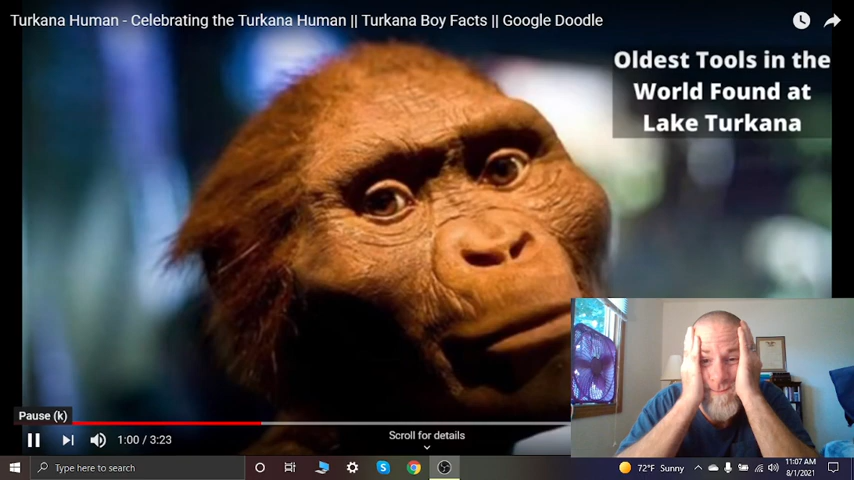 Turkana Human - Celebrating the Turkana Human || Turkana Boy Facts || Google Doodle
Oldest Tools in the
World Found at
Lake Turkana
Pause (k)
1:00 / 3:23
Scroll for details
Type here to search
72°F Sunny
11:07 AM
8/1/2021